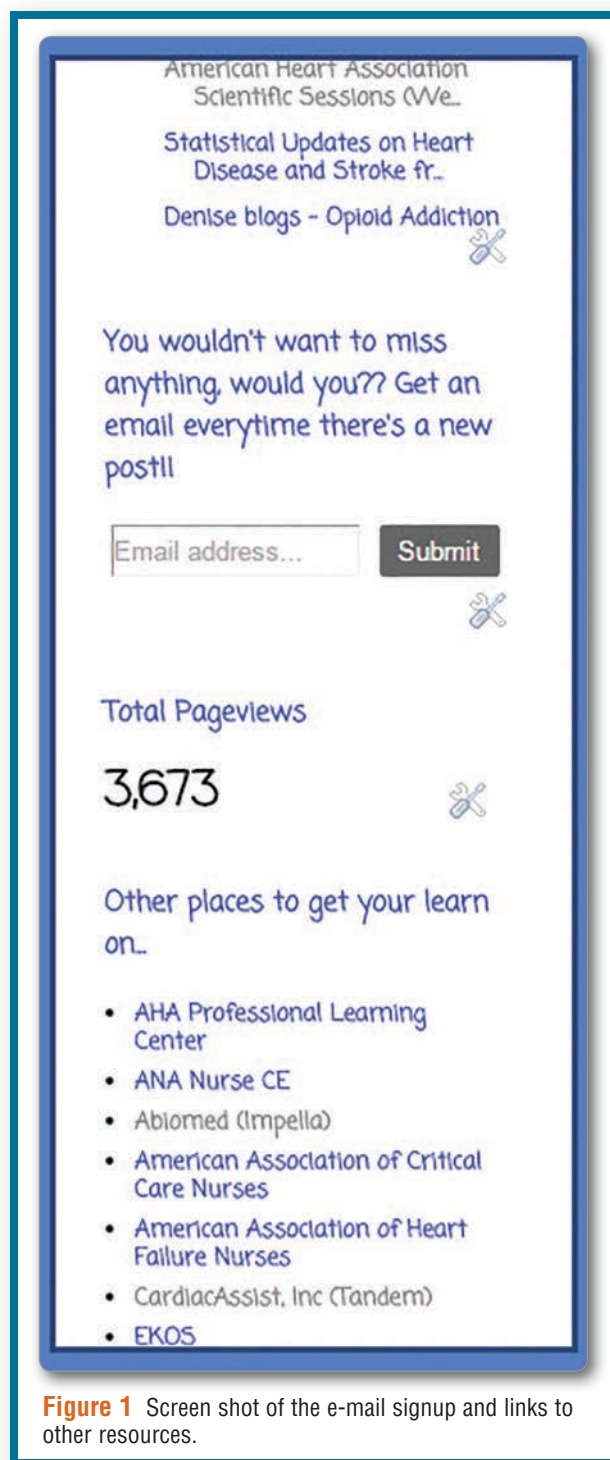 American Heart Association
Scientific Sessions (We...
Statistical Updates on Heart
Disease and Stroke fr...
Denise blogs - Opioid Addiction
You wouldn't want to miss
anything, would you?? Get an
email everytime there's a new
post!!
Email address...
Submit
Total Pageviews
3,673
Other places to get your learn
on...
• AHA Professional Learning
Center
• ANA Nurse CE
• Abiomed (Impella)
• American Association of Critical
Care Nurses
• American Association of Heart
Failure Nurses
• CardiacAssist, Inc (Tandem)
• EKOS
Figure 1 Screen shot of the e-mail signup and links to
other resources.